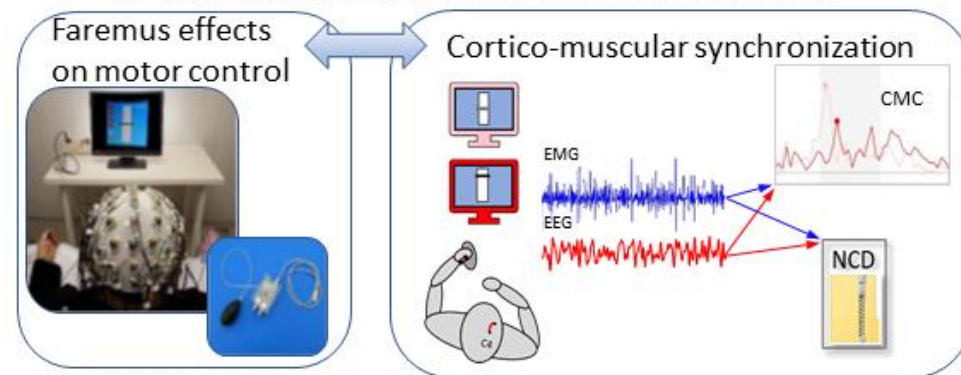 Faremus effects
on motor control
Cortico-muscular synchronization
CMC
EMG
EEG
NCD
C4